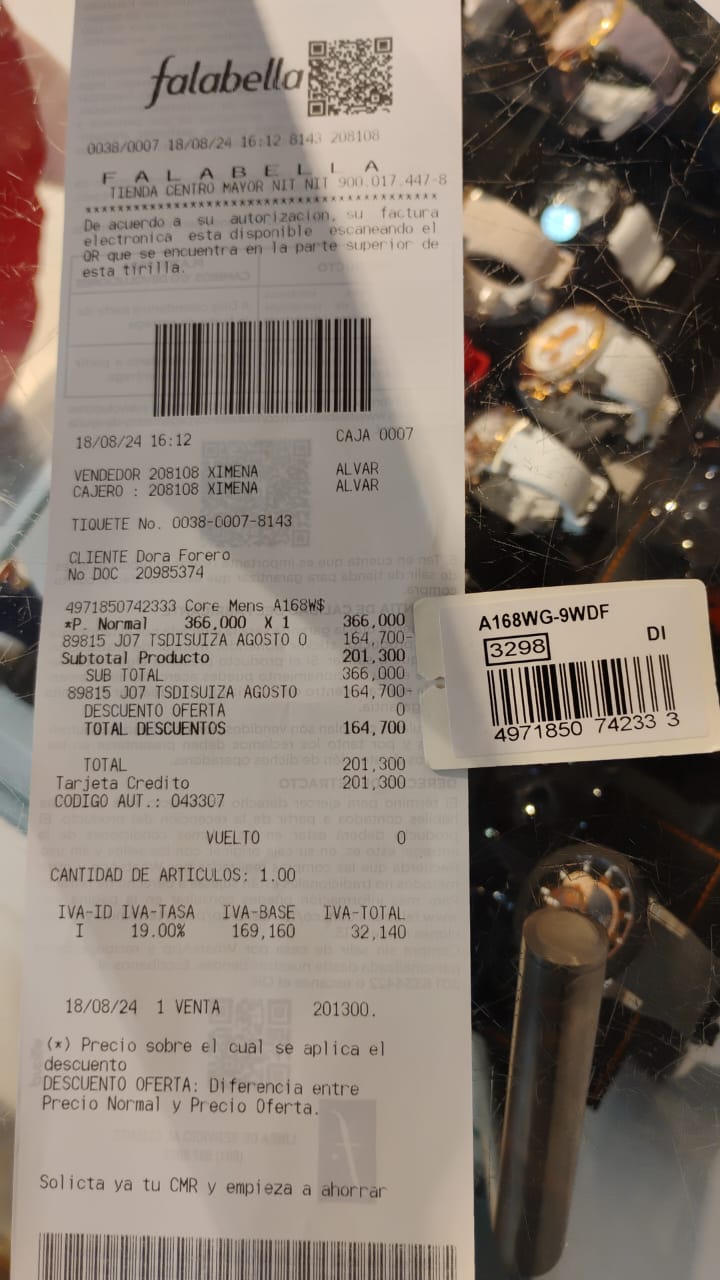 falabella
0038/0007 18/08/24 16:12 8143 208108
F A L A B E L L A
TIENDA CENTRO MAYOR NIT NIT 900.017.447-8
De acuerdo a su autorizacion, su factura
electronica esta disponible escaneando el
QR que se encuentra en la parte superior de
esta tirilla.
18/08/24 16:12 CAJA 0007
VENDEDOR 208108 XIMENA ALVAR
CAJERO : 208108 XIMENA ALVAR
TIQUETE No. 0038-0007-8143
CLIENTE Dora Forero
No DOC 20985374
4971850742333 Core Mens A168W$
*P. Normal 366,000 X 1 366,000
89815 J07 TSDISUIZA AGOSTO 0 164,700-
Subtotal Producto 201,300
SUB TOTAL 366,000
89815 J07 TSDISUIZA AGOSTO 164,700-
DESCUENTO OFERTA 0
TOTAL DESCUENTOS 164,700
TOTAL 201,300
Tarjeta Credito 201,300
CODIGO AUT.: 043307
VUELTO 0
CANTIDAD DE ARTICULOS: 1.00
IVA-ID IVA-TASA IVA-BASE IVA-TOTAL
I 19.00% 169,160 32,140
18/08/24 1 VENTA 201300.
(*) Precio sobre el cual se aplica el
descuento
DESCUENTO OFERTA: Diferencia entre
Precio Normal y Precio Oferta.
Solicta ya tu CMR y empieza a ahorrar
A168WG-9WDF
3298 DI
4971850 74233 3